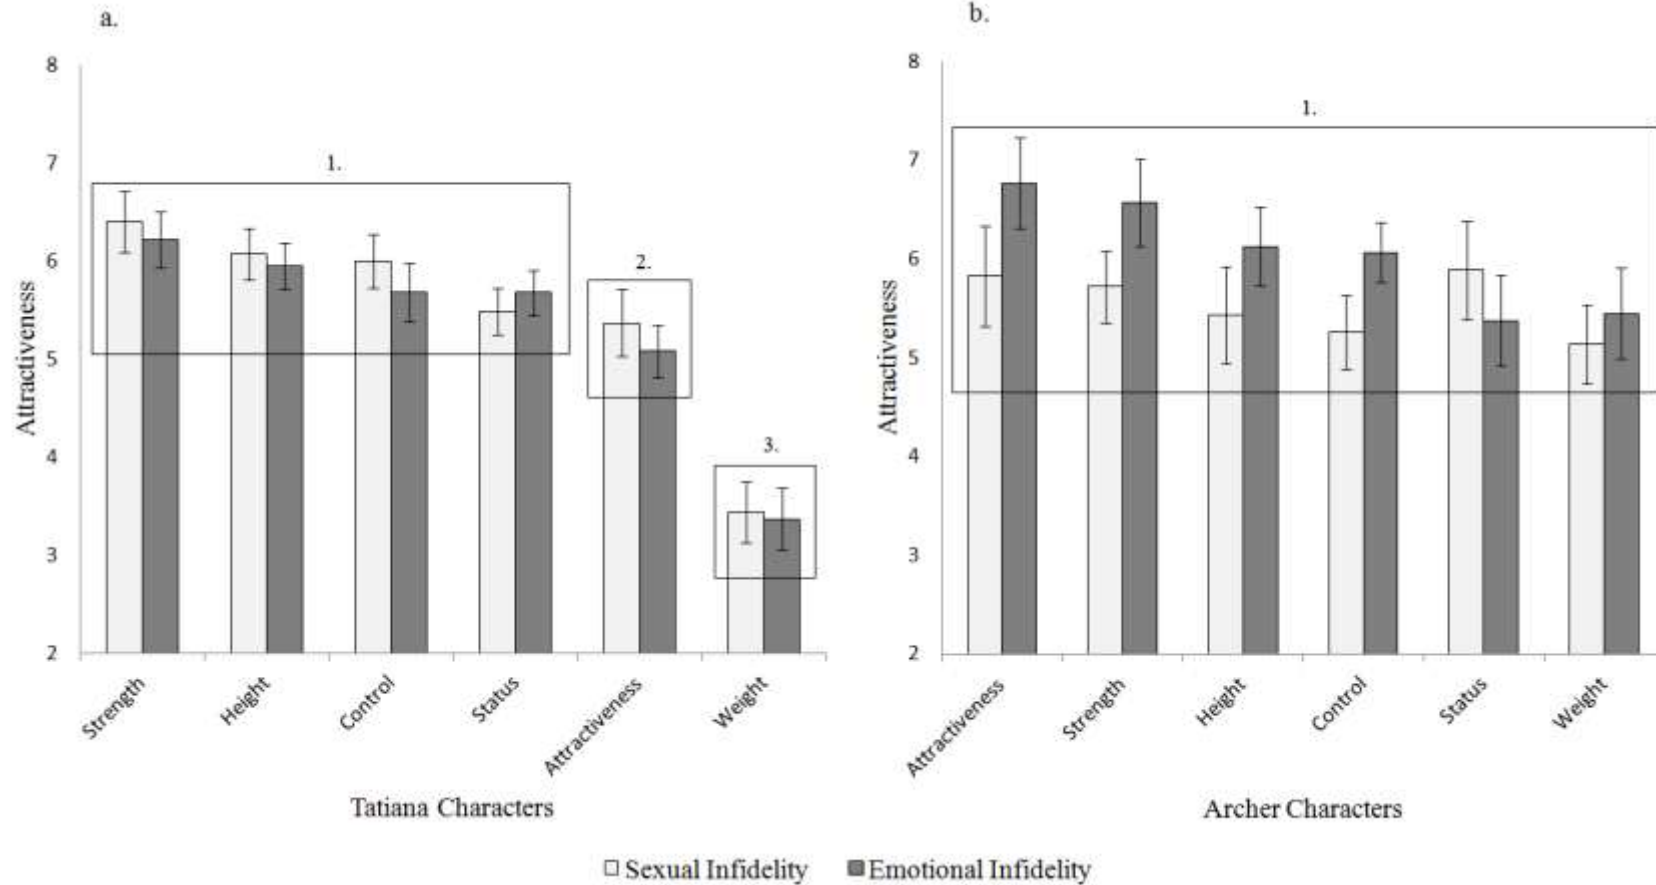 a.
8
7
6
5
4
3
2
Attractiveness
1.
2.
3.
Strength
Height
Control
Status
Attractiveness
Weight
Tatiana Characters
b.
8
7
6
5
4
3
2
Attractiveness
1.
Attractiveness
Strength
Height
Control
Status
Weight
Archer Characters
Sexual Infidelity
Emotional Infidelity